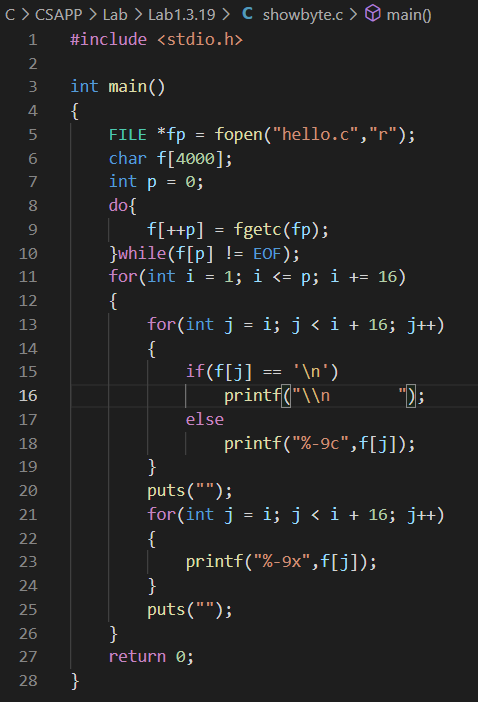 C > CSAPP > Lab > Lab1.3.19 > C showbyte.c > main()
1 #include <stdio.h>
2
3 int main()
4 {
5     FILE *fp = fopen("hello.c","r");
6     char f[4000];
7     int p = 0;
8     do{
9         f[++p] = fgetc(fp);
10     }while(f[p] != EOF);
11     for(int i = 1; i <= p; i += 16)
12     {
13         for(int j = i; j < i + 16; j++)
14         {
15             if(f[j] == '\n')
16                 printf("\\n       ");
17             else
18                 printf("%-9c",f[j]);
19         }
20         puts("");
21         for(int j = i; j < i + 16; j++)
22         {
23             printf("%-9x",f[j]);
24         }
25         puts("");
26     }
27     return 0;
28 }